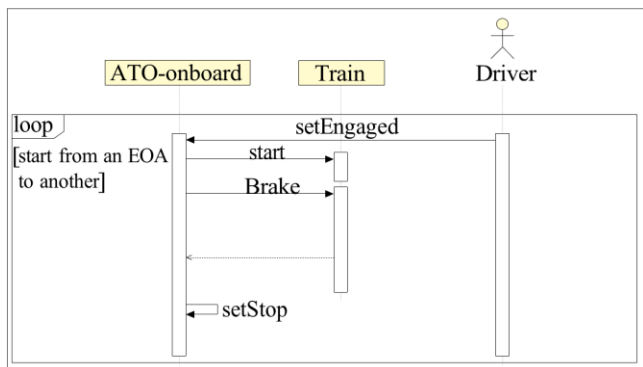 ATO-onboard
Train
Driver
loop
setEngaged
[start from an EOA
to another]
start
Brake
setStop